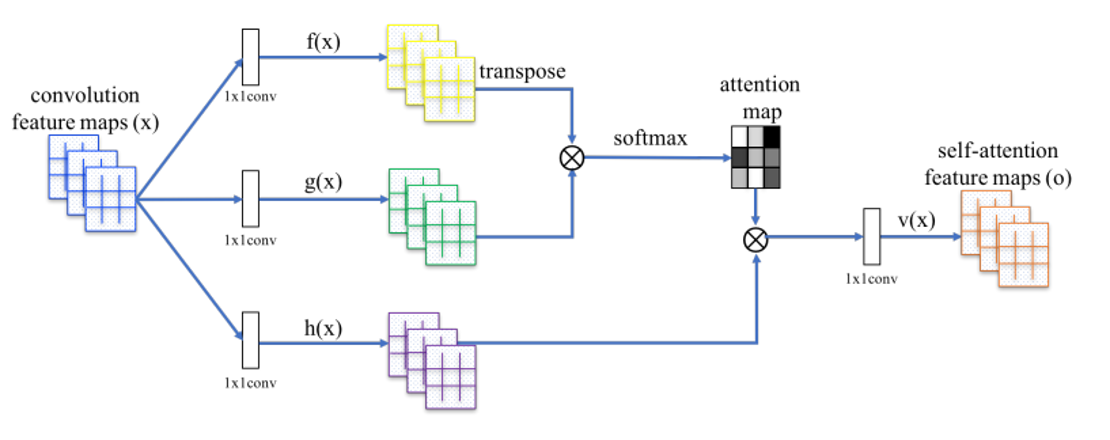 convolution
feature maps (x)
f(x)
1x1conv
transpose
g(x)
1x1conv
h(x)
1x1conv
softmax
attention
map
1x1conv
v(x)
self-attention
feature maps (o)